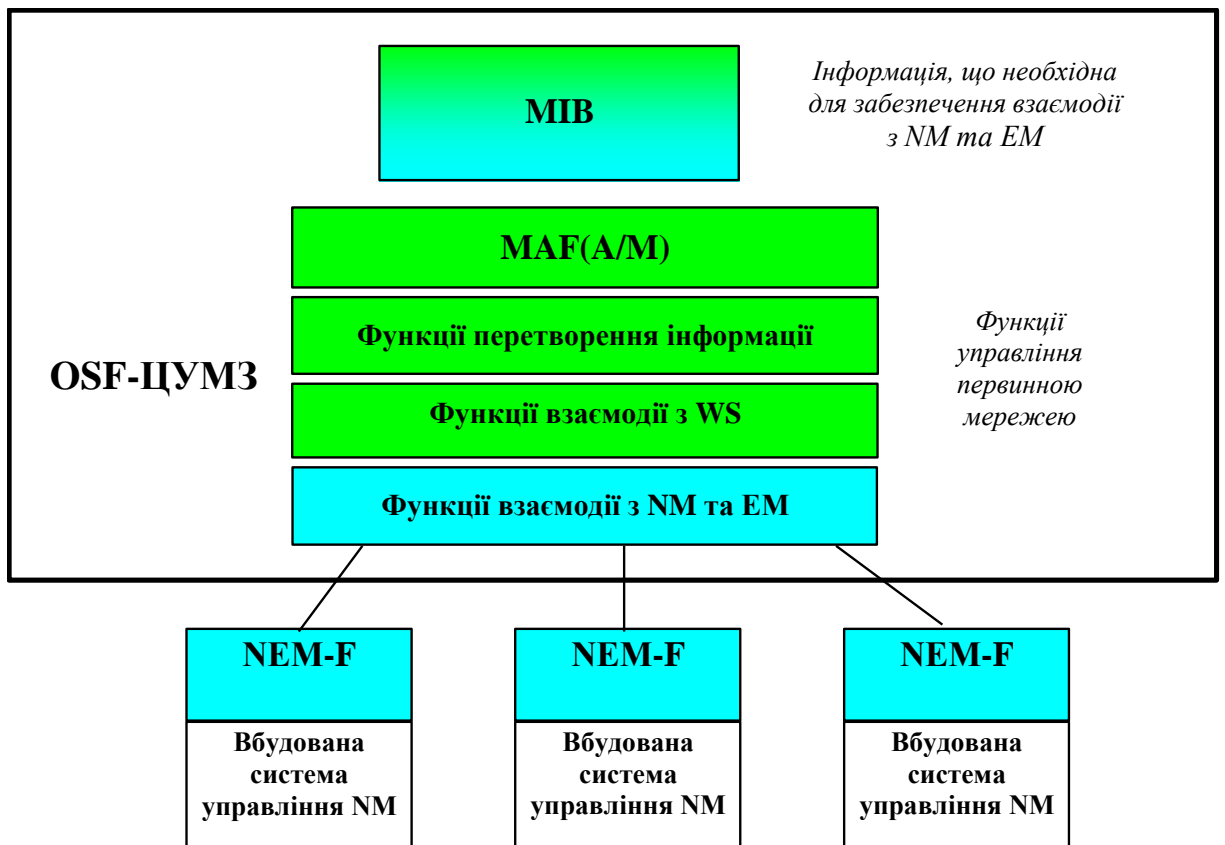 MIB
Інформація, що необхідна
для забезпечення взаємодії
з NM та EM
MAF(A/M)
Функції перетворення інформації
Функції взаємодії з WS
Функції взаємодії з NM та EM
OSF-ЦУМЗ
Функції
управління
первинною
мережею
NEM-F
Вбудована
система
управління NM
NEM-F
Вбудована
система
управління NM
NEM-F
Вбудована
система
управління NM